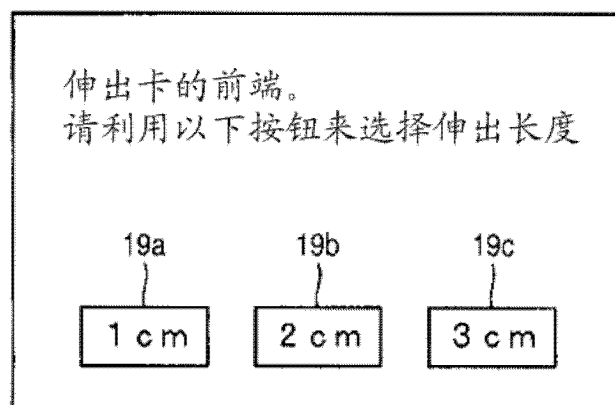 伸出卡的前端。
请利用以下按钮来选择伸出长度
19a 19b 19c
1 cm 2 cm 3 cm